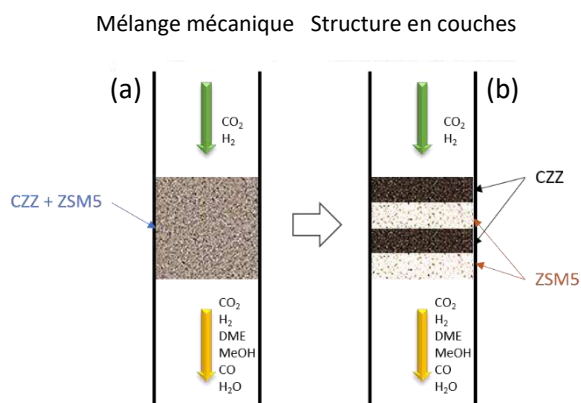 Mélange mécanique
Structure en couches
(a)
CO₂
H₂
CZZ + ZSM5
CO₂
H₂
DME
MeOH
CO
H₂O
(b)
CO₂
H₂
CZZ
ZSM5
CO₂
H₂
DME
MeOH
CO
H₂O